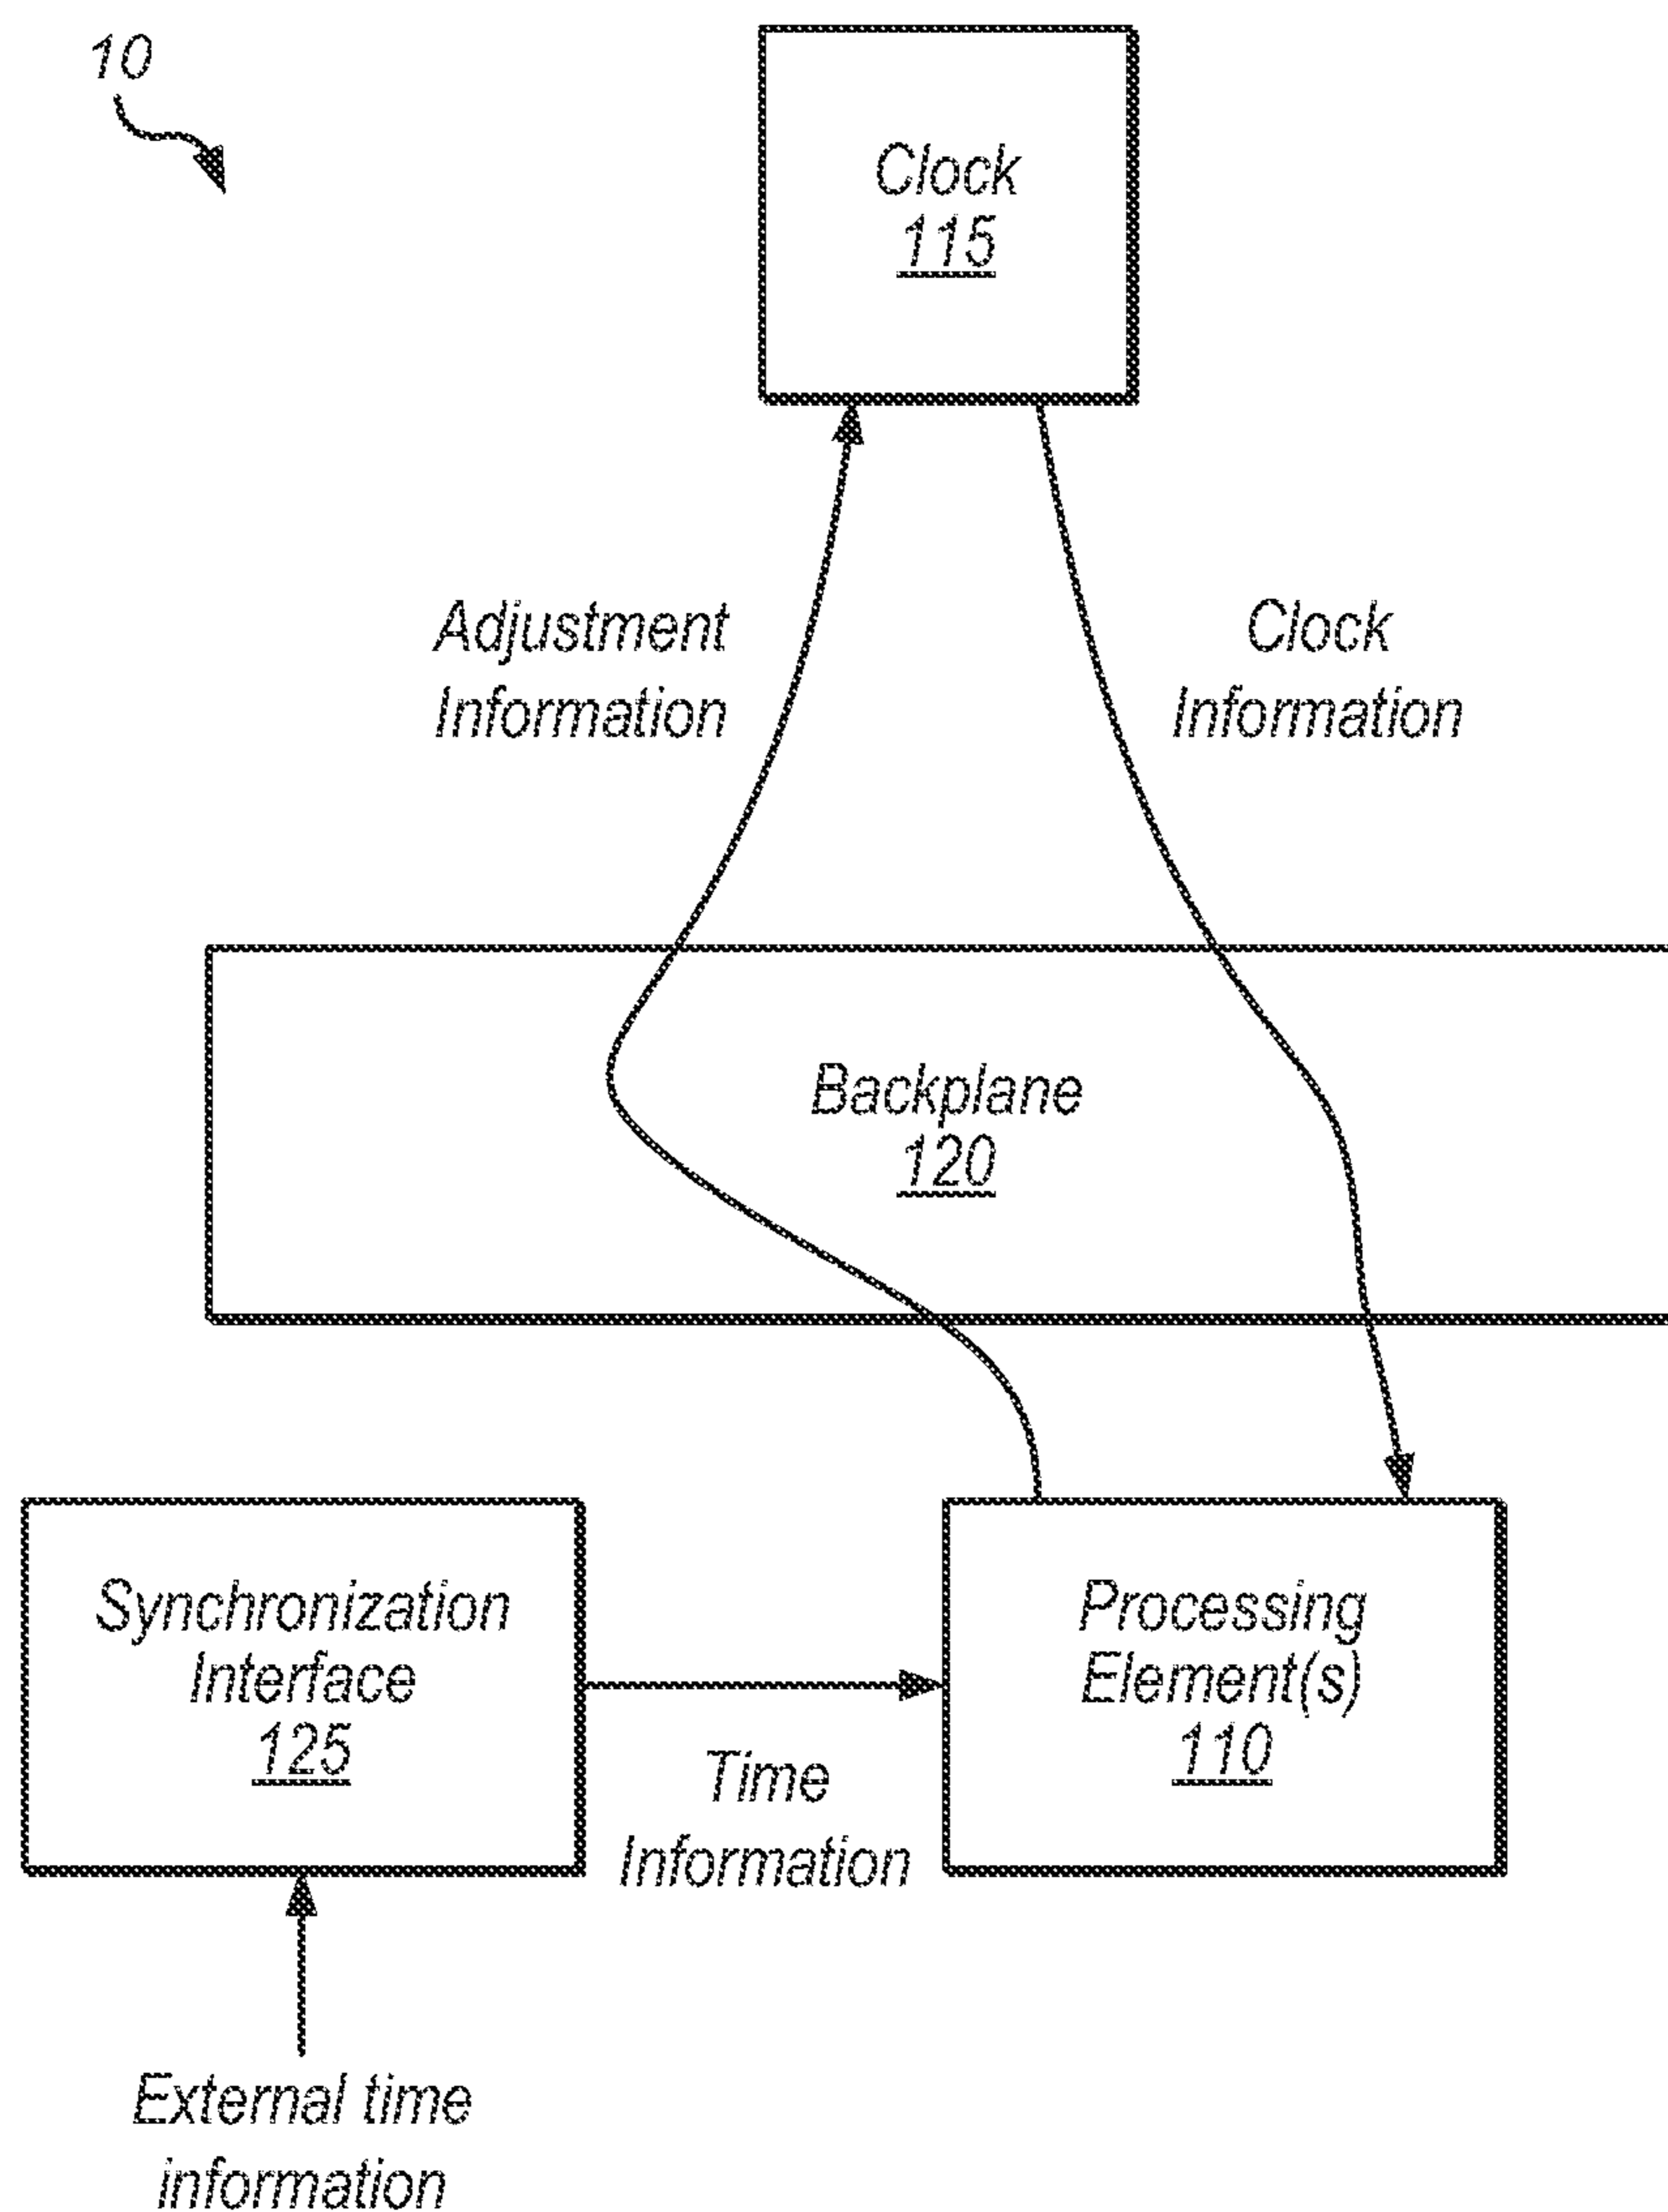 10
Clock
115
Adjustment
Information
Clock
Information
Backplane
120
Synchronization
Interface
125
Time
Information
Processing
Element(s)
110
External time
information